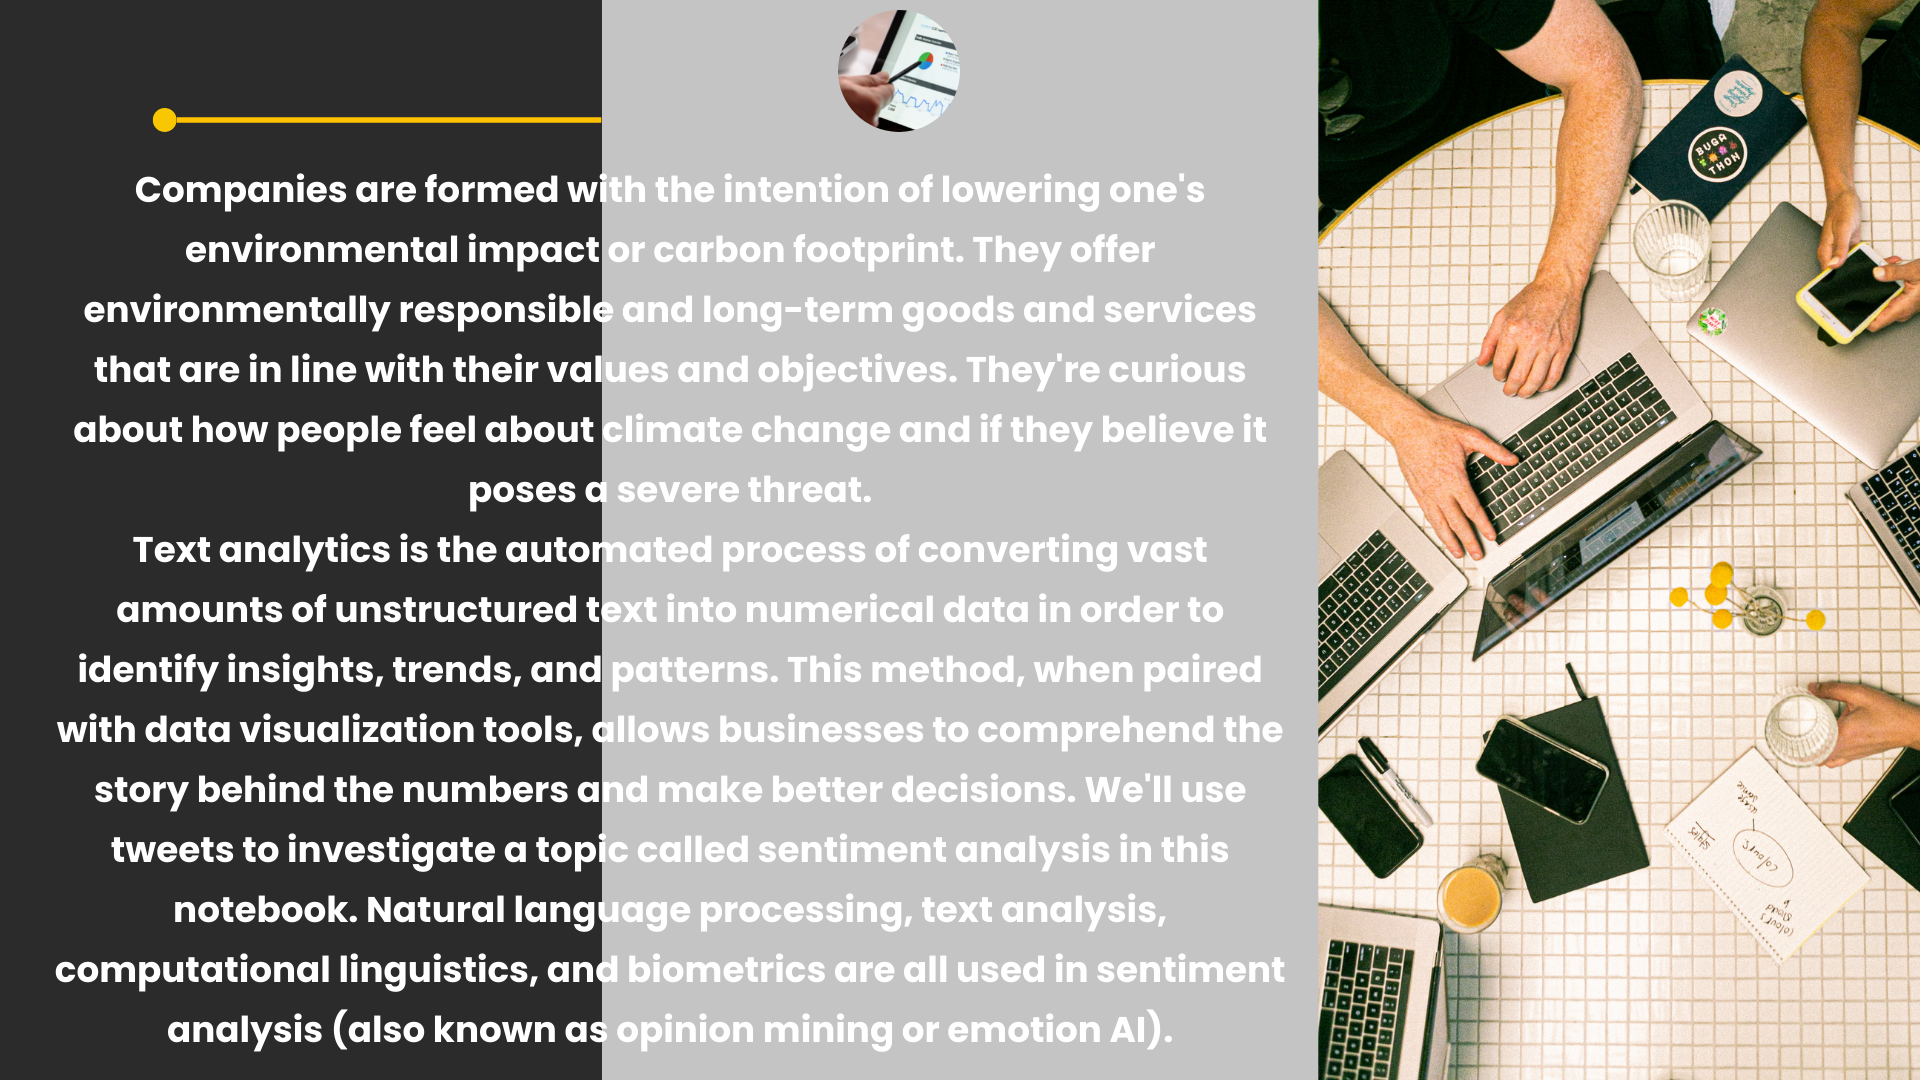 Companies are formed with the intention of lowering one's
environmental impact or carbon footprint. They offer
environmentally responsible and long-term goods and services
that are in line with their values and objectives. They're curious
about how people feel about climate change and if they believe it
poses a severe threat.
Text analytics is the automated process of converting vast
amounts of unstructured text into numerical data in order to
identify insights, trends, and patterns. This method, when paired
with data visualization tools, allows businesses to comprehend the
story behind the numbers and make better decisions. We'll use
tweets to investigate a topic called sentiment analysis in this
notebook. Natural language processing, text analysis,
computational linguistics, and biometrics are all used in sentiment
analysis (also known as opinion mining or emotion AI).
BUGA
THON
colours